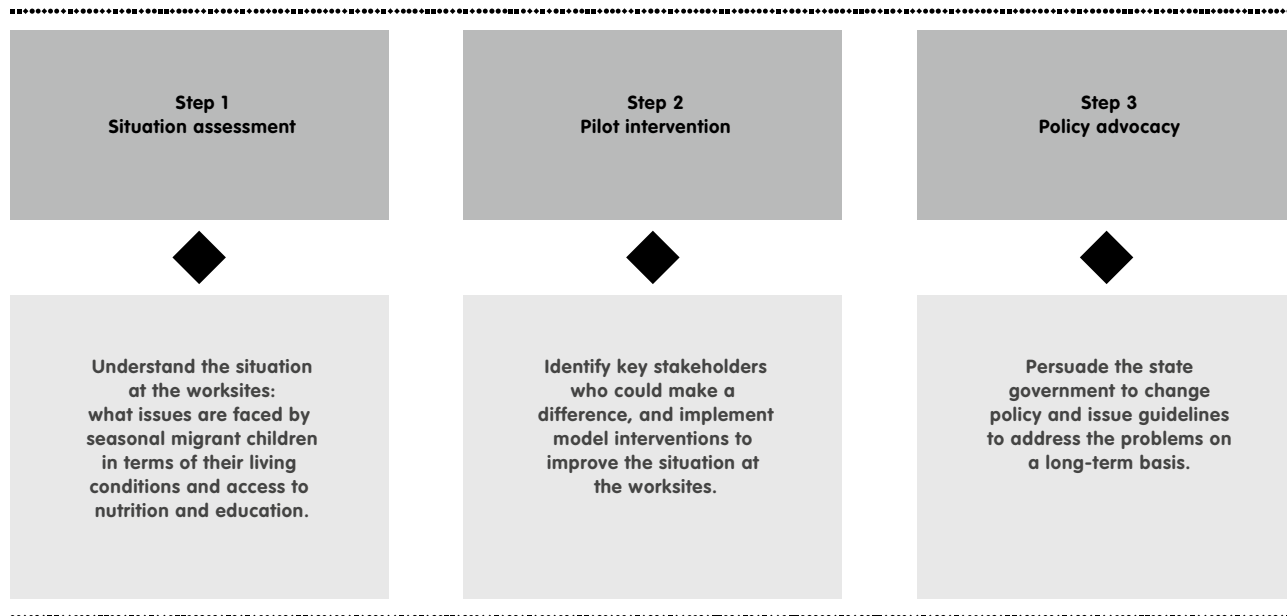 Step 1
Situation assessment
Understand the situation
at the worksites:
what issues are faced by
seasonal migrant children
in terms of their living
conditions and access to
nutrition and education.
Step 2
Pilot intervention
Identify key stakeholders
who could make a
difference, and implement
model interventions to
improve the situation at
the worksites.
Step 3
Policy advocacy
Persuade the state
government to change
policy and issue guidelines
to address the problems on
a long-term basis.